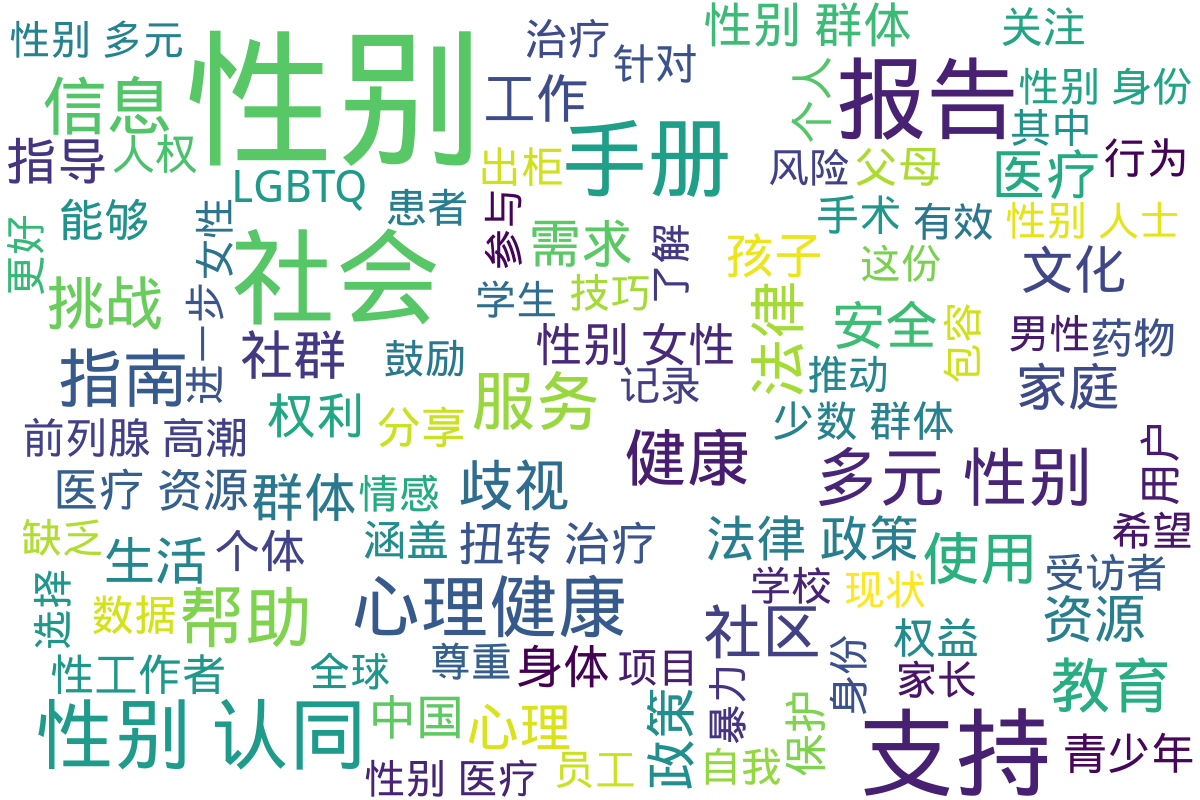 性别 多元
性别
治疗
针对
性别 群体
关注
信息
工作
个人
报告
性别 身份
其中
指导
人权
LGBTQ
出柜
手册
风险
父母
医疗
行为
能够
女性
患者
参与
需求
了解
孩子
手术
有效
性别 人士
更好
社会
这份
文化
挑战
进一步
学生
技巧
法律
安全
包容
男性
药物
指南
社群
鼓励
性别 女性
记录
推动
家庭
权利
分享
服务
少数 群体
前列腺 高潮
健康
多元 性别
用户
医疗 资源
群体
情感
歧视
缺乏
生活
个体
涵盖
扭转 治疗
法律 政策
使用
希望
选择
数据
帮助
心理健康
学校
现状
受访者
社区
资源
权益
性工作者
全球
尊重
身体
项目
暴力
身份
家长
教育
性别 认同
中国
心理
政策
自我
保护
支持
青少年
性别 医疗
员工